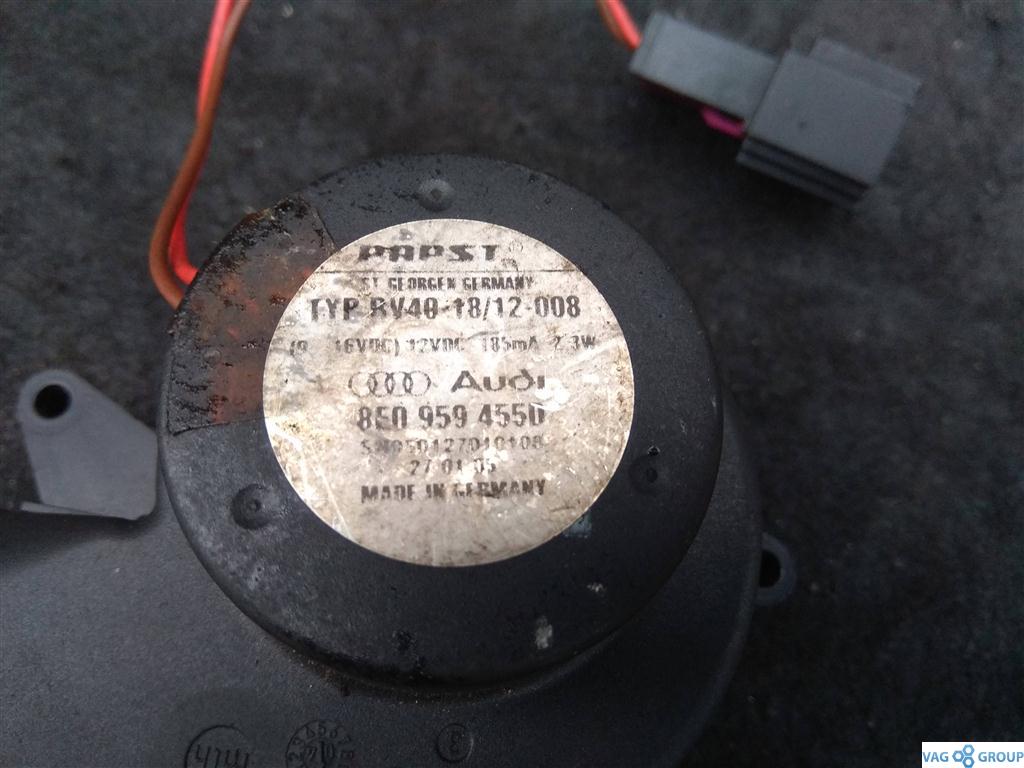 PAPST®
ST GEORGEN GERMANY
TYP RV40-18/12-008
16VDC) 12VDC 185mA 2.3W
Audi
8E0 959 455D
27 01 05
MADE IN GERMANY
VAG GROUP